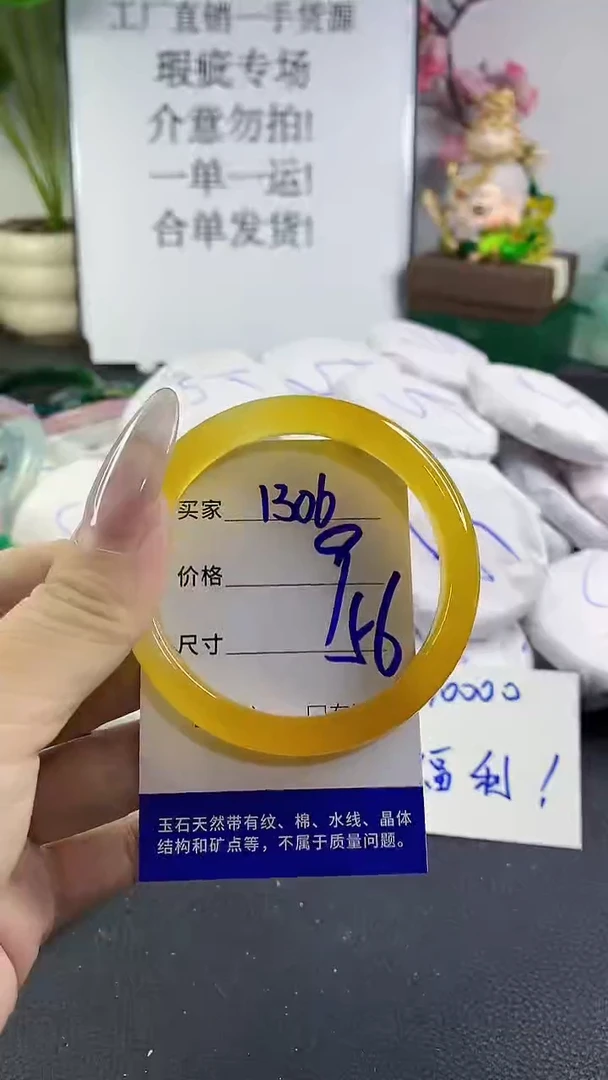 工厂直销一手货源
瑕疵专场
介意勿拍!
一单一运!
合单发货!
买家 1306
价格 9
尺寸 56
10000
福利!
玉石天然带有纹、棉、水线、晶体
结构和矿点等，不属于质量问题。